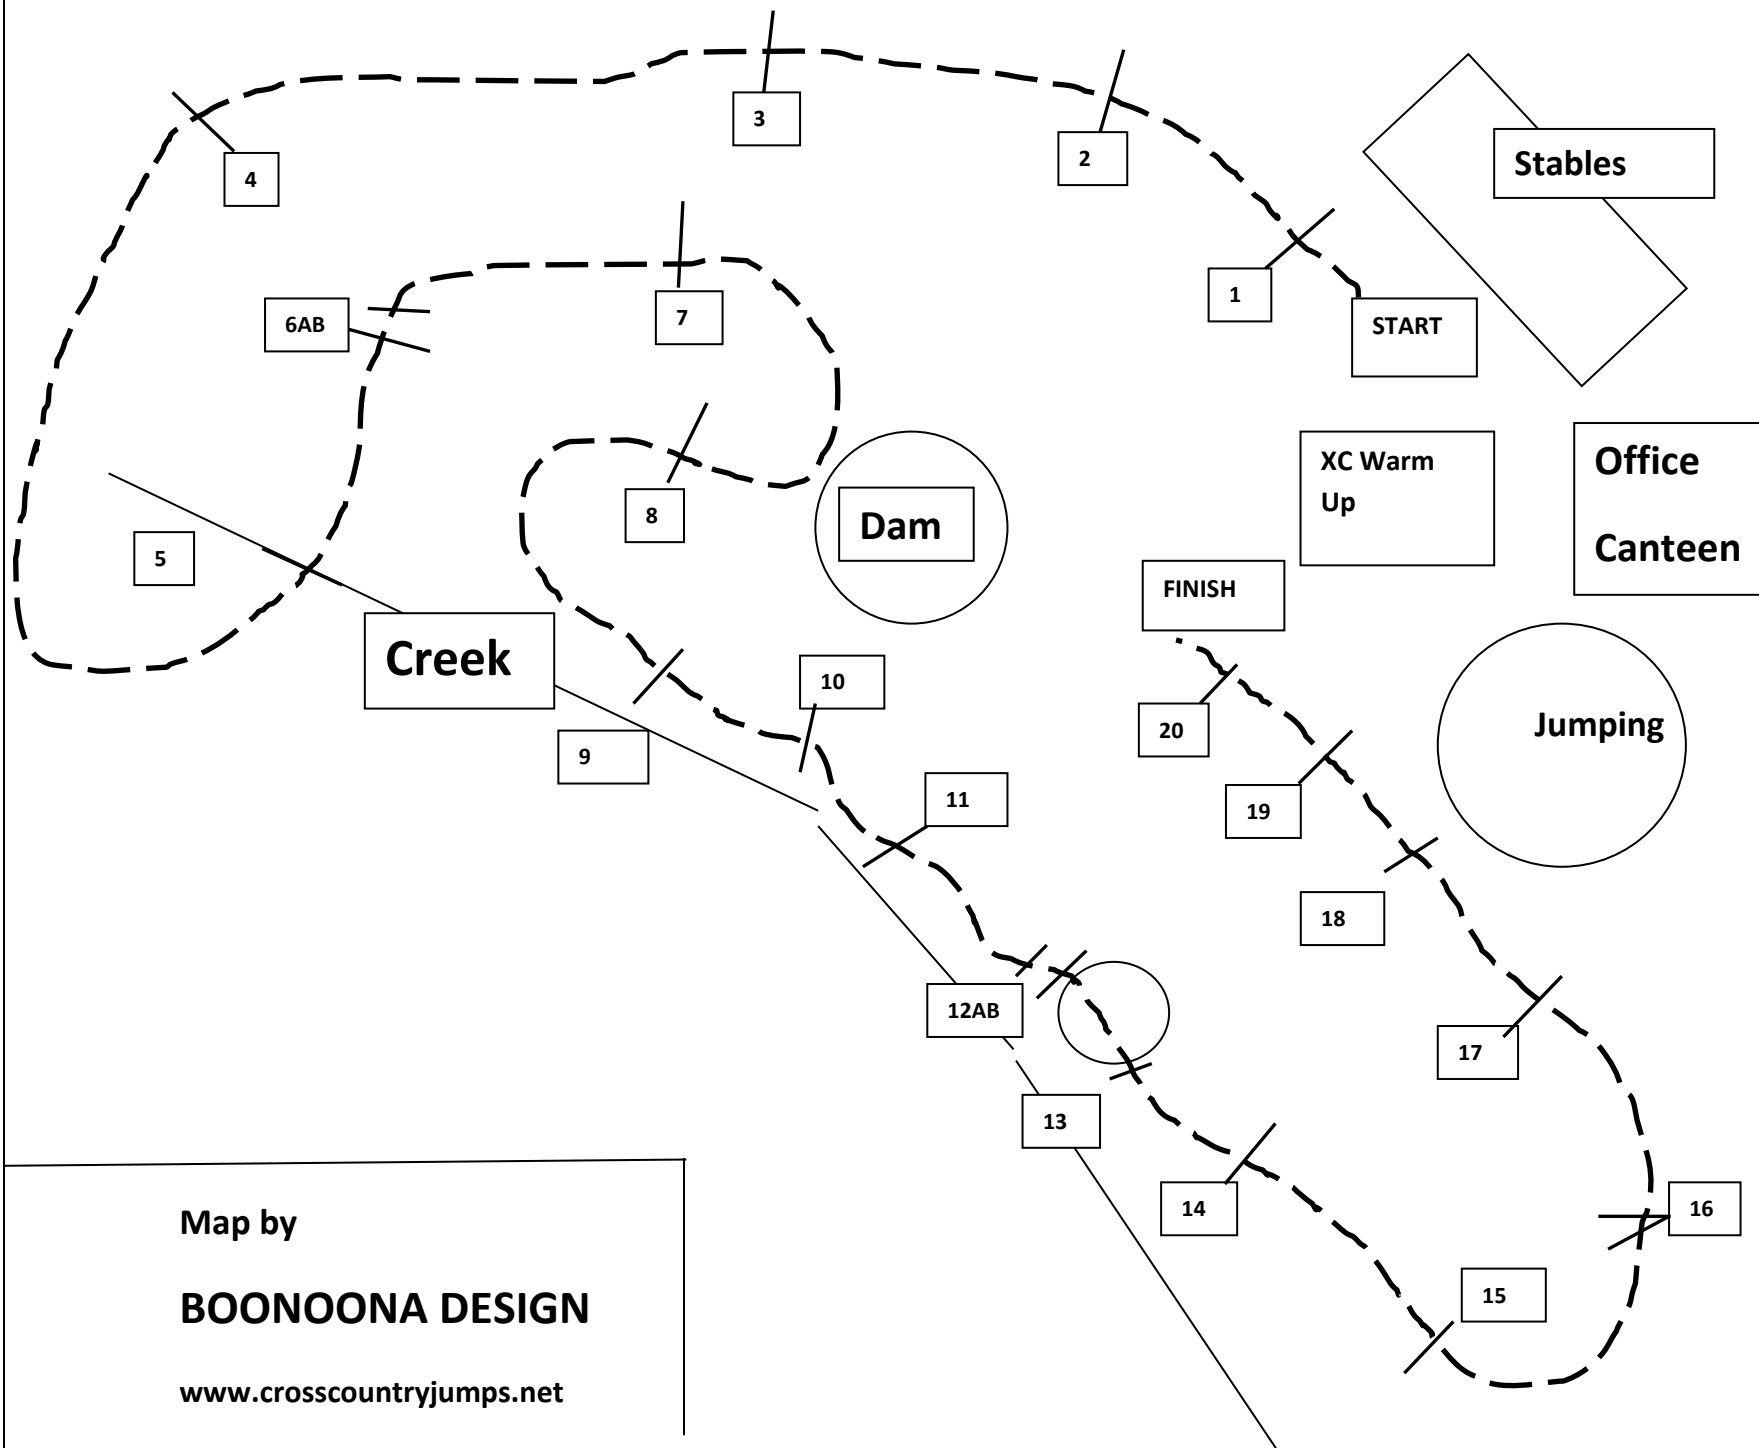 3
2
Stables
4
1
6AB
7
START
XC Warm
Up
Office
Canteen
8
Dam
5
FINISH
Creek
10
20
Jumping
9
11
19
18
12AB
17
13
14
16
15
Map by
BOONOONA DESIGN
www.crosscountryjumps.net